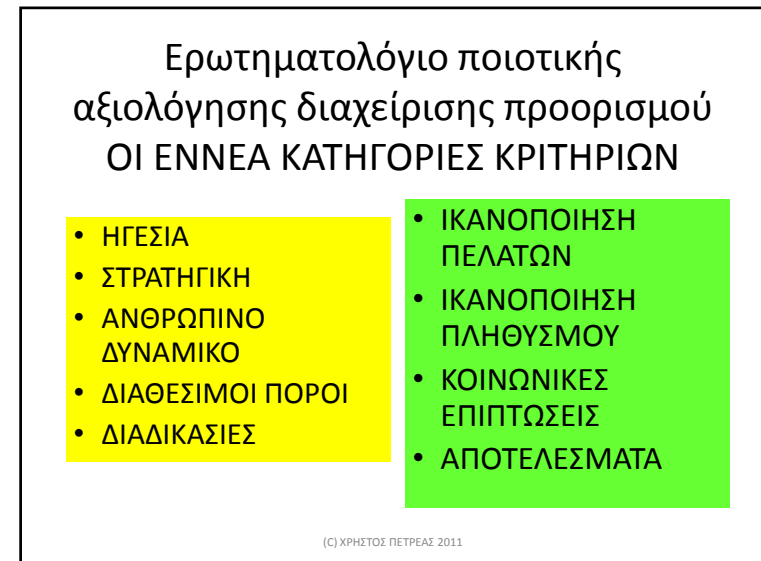 Ερωτηματολόγιο ποιοτικής
αξιολόγησης διαχείρισης προορισμού
ΟΙ ΕΝΝΕΑ ΚΑΤΗΓΟΡΙΕΣ ΚΡΙΤΗΡΙΩΝ
• ΗΓΕΣΙΑ
• ΣΤΡΑΤΗΓΙΚΗ
• ΑΝΘΡΩΠΙΝΟ
ΔΥΝΑΜΙΚΟ
• ΔΙΑΘΕΣΙΜΟΙ ΠΟΡΟΙ
• ΔΙΑΔΙΚΑΣΙΕΣ
• ΙΚΑΝΟΠΟΙΗΣΗ
ΠΕΛΑΤΩΝ
• ΙΚΑΝΟΠΟΙΗΣΗ
ΠΛΗΘΥΣΜΟΥ
• ΚΟΙΝΩΝΙΚΕΣ
ΕΠΙΠΤΩΣΕΙΣ
• ΑΠΟΤΕΛΕΣΜΑΤΑ
(C) ΧΡΗΣΤΟΣ ΠΕΤΡΕΑΣ 2011